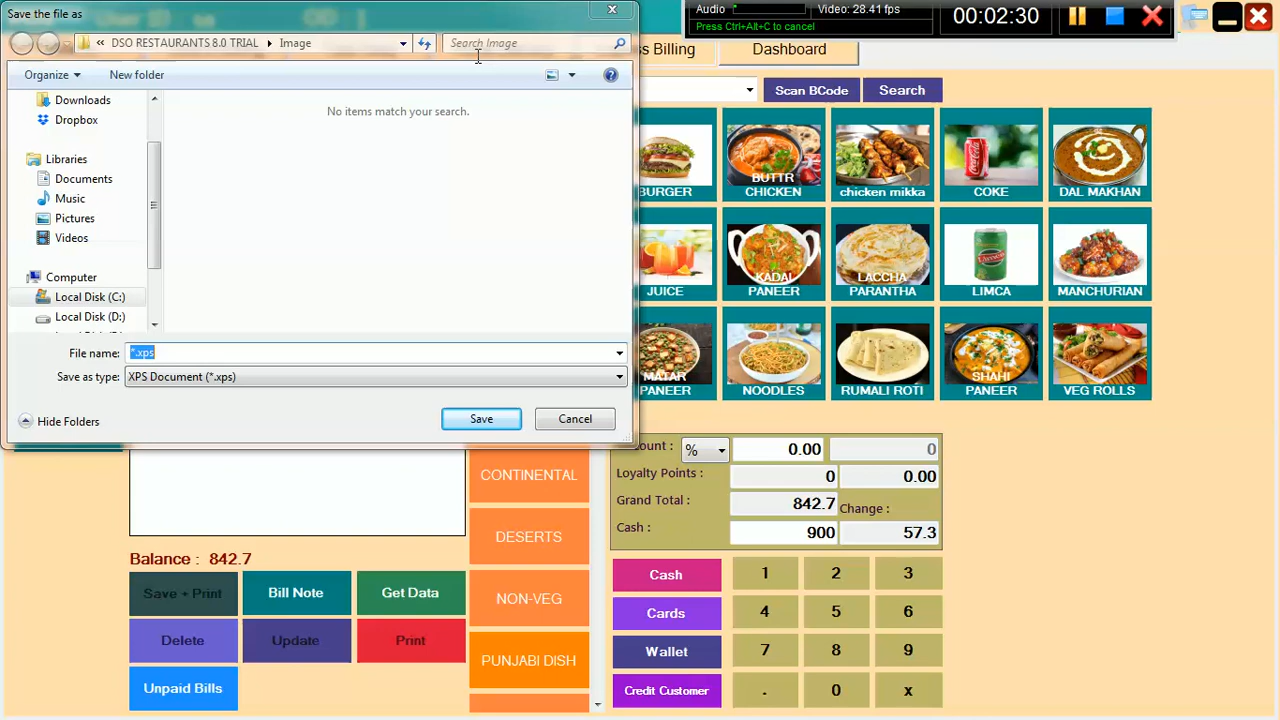 Save the file as
Audio
Video: 28.41 fps
Press Ctrl+Alt+C to cancel
00:02:30
DSO RESTAURANTS 8.0 TRIAL
Image
Search Image
ss Billing
Dashboard
Organize
New folder
Scan BCode
Search
Downloads
Dropbox
Libraries
Documents
Music
Pictures
Videos
Computer
Local Disk (C:)
Local Disk (D:)
No items match your search.
File name:
*.xps
Save as type:
XPS Document (*.xps)
Hide Folders
Save
Cancel
BURGER
BUTTR
CHICKEN
chicken mikka
COKE
DAL MAKHAN
JUICE
KADAI
PANEER
LACCHA
PARANTHA
LIMCA
MANCHURIAN
MATAR
PANEER
NOODLES
RUMALI ROTI
SHAHI
PANEER
VEG ROLLS
ount :
%
0.00
0
Loyalty Points :
0
0.00
Grand Total :
842.7
Change :
Cash :
900
57.3
CONTINENTAL
DESERTS
NON-VEG
PUNJABI DISH
Balance : 842.7
Save + Print
Bill Note
Get Data
Delete
Update
Print
Unpaid Bills
Cash
1
2
3
Cards
4
5
6
Wallet
7
8
9
Credit Customer
.
0
x